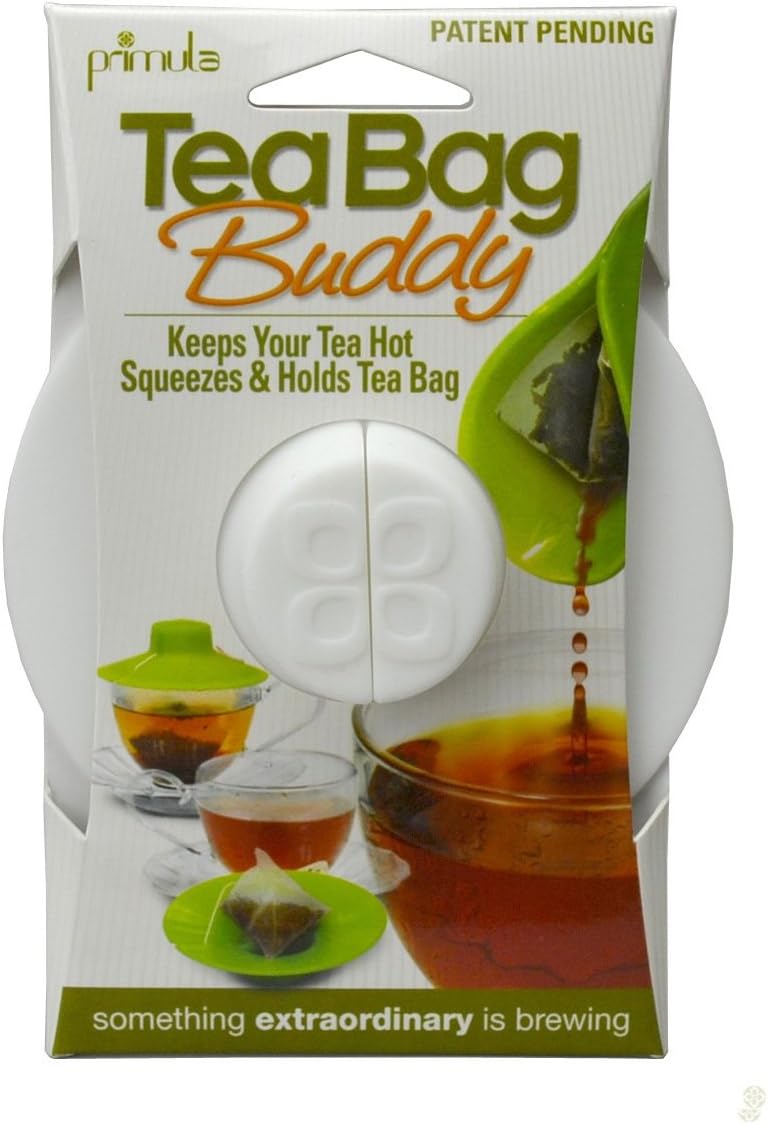 primula
PATENT PENDING
Tea Bag
Buddy
Keeps Your Tea Hot
Squeezes & Holds Tea Bag
something extraordinary is brewing